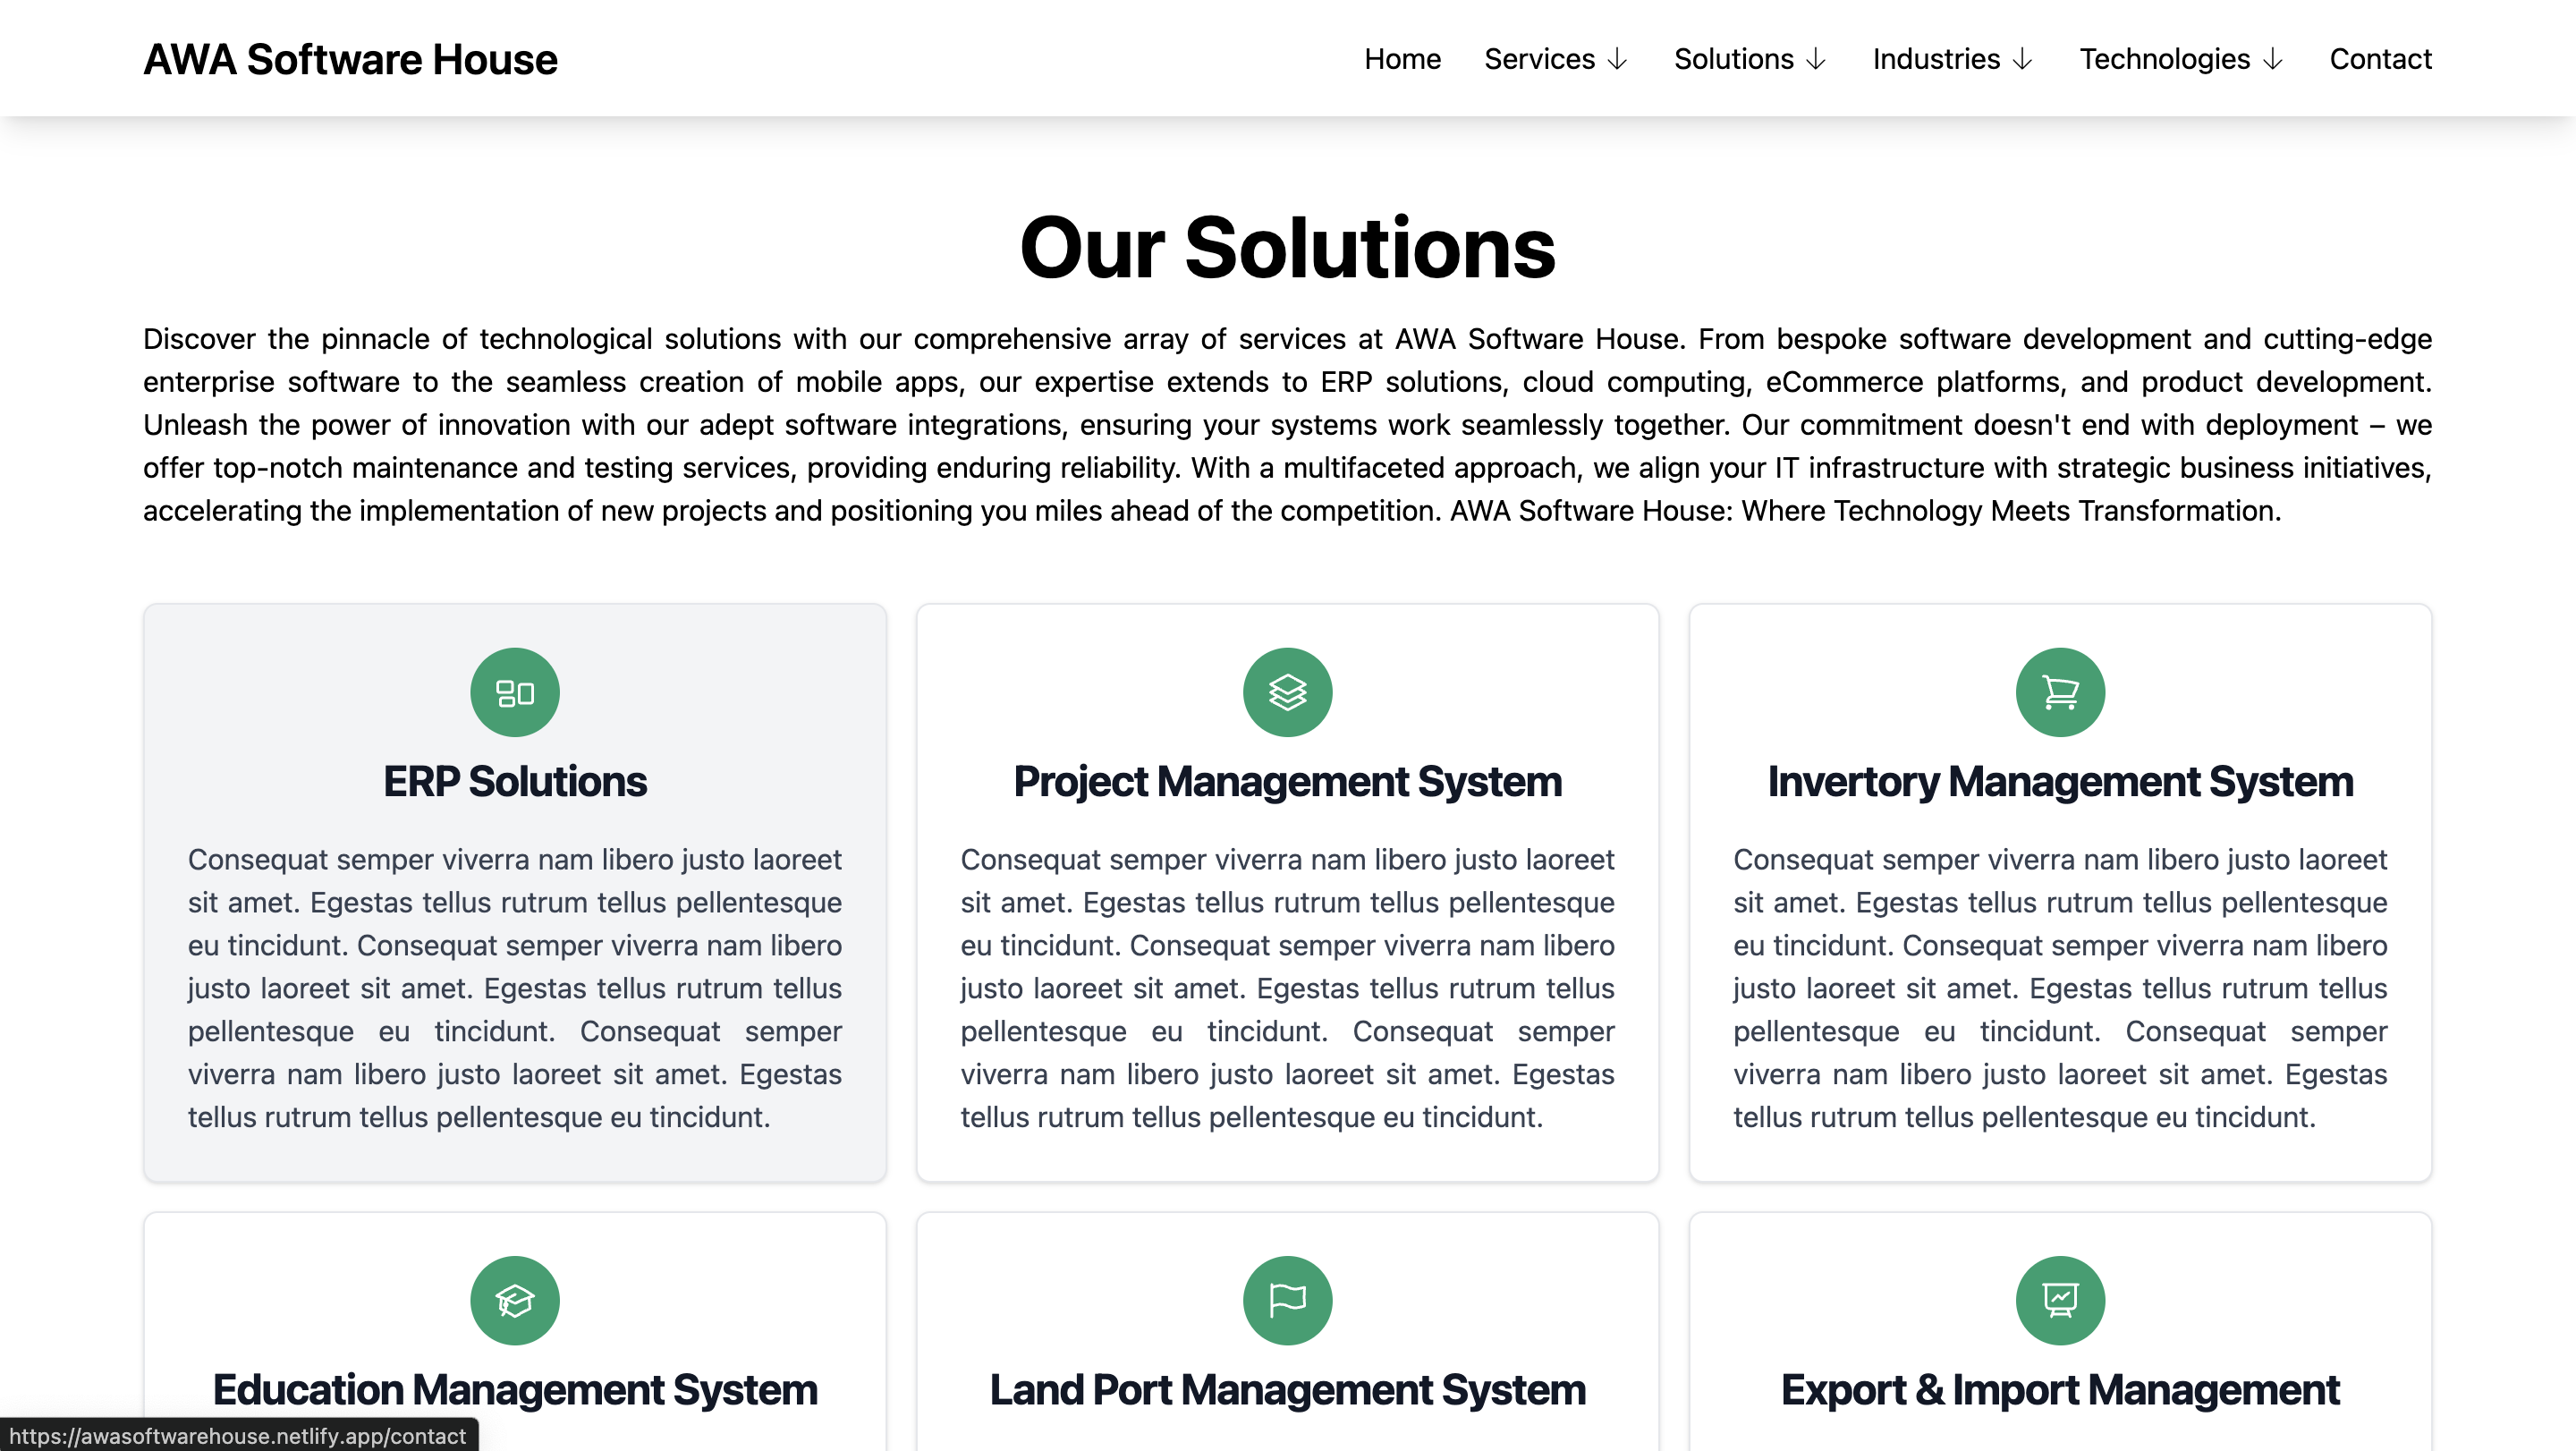 AWA Software House
Home Services Solutions Industries Technologies Contact
Our Solutions
Discover the pinnacle of technological solutions with our comprehensive array of services at AWA Software House. From bespoke software development and cutting-edge
enterprise software to the seamless creation of mobile apps, our expertise extends to ERP solutions, cloud computing, eCommerce platforms, and product development.
Unleash the power of innovation with our adept software integrations, ensuring your systems work seamlessly together. Our commitment doesn't end with deployment – we
offer top-notch maintenance and testing services, providing enduring reliability. With a multifaceted approach, we align your IT infrastructure with strategic business initiatives,
accelerating the implementation of new projects and positioning you miles ahead of the competition. AWA Software House: Where Technology Meets Transformation.
ERP Solutions
Consequat semper viverra nam libero justo laoreet
sit amet. Egestas tellus rutrum tellus pellentesque
eu tincidunt. Consequat semper viverra nam libero
justo laoreet sit amet. Egestas tellus rutrum tellus
pellentesque eu tincidunt. Consequat semper
viverra nam libero justo laoreet sit amet. Egestas
tellus rutrum tellus pellentesque eu tincidunt.
Project Management System
Consequat semper viverra nam libero justo laoreet
sit amet. Egestas tellus rutrum tellus pellentesque
eu tincidunt. Consequat semper viverra nam libero
justo laoreet sit amet. Egestas tellus rutrum tellus
pellentesque eu tincidunt. Consequat semper
viverra nam libero justo laoreet sit amet. Egestas
tellus rutrum tellus pellentesque eu tincidunt.
Invertory Management System
Consequat semper viverra nam libero justo laoreet
sit amet. Egestas tellus rutrum tellus pellentesque
eu tincidunt. Consequat semper viverra nam libero
justo laoreet sit amet. Egestas tellus rutrum tellus
pellentesque eu tincidunt. Consequat semper
viverra nam libero justo laoreet sit amet. Egestas
tellus rutrum tellus pellentesque eu tincidunt.
Education Management System
Land Port Management System
Export & Import Management
https://awasoftwarehouse.netlify.app/contact